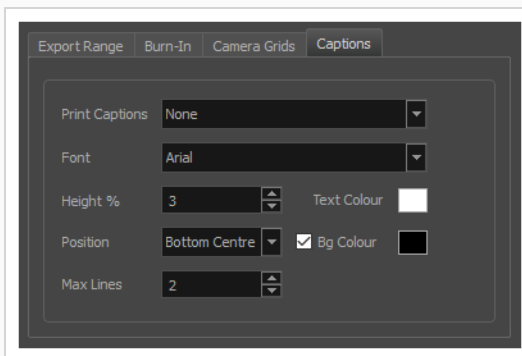 Export Range Burn-In Camera Grids Captions
Print Captions None
Font Arial
Height % 3 Text Colour
Position Bottom Centre Bg Colour
Max Lines 2